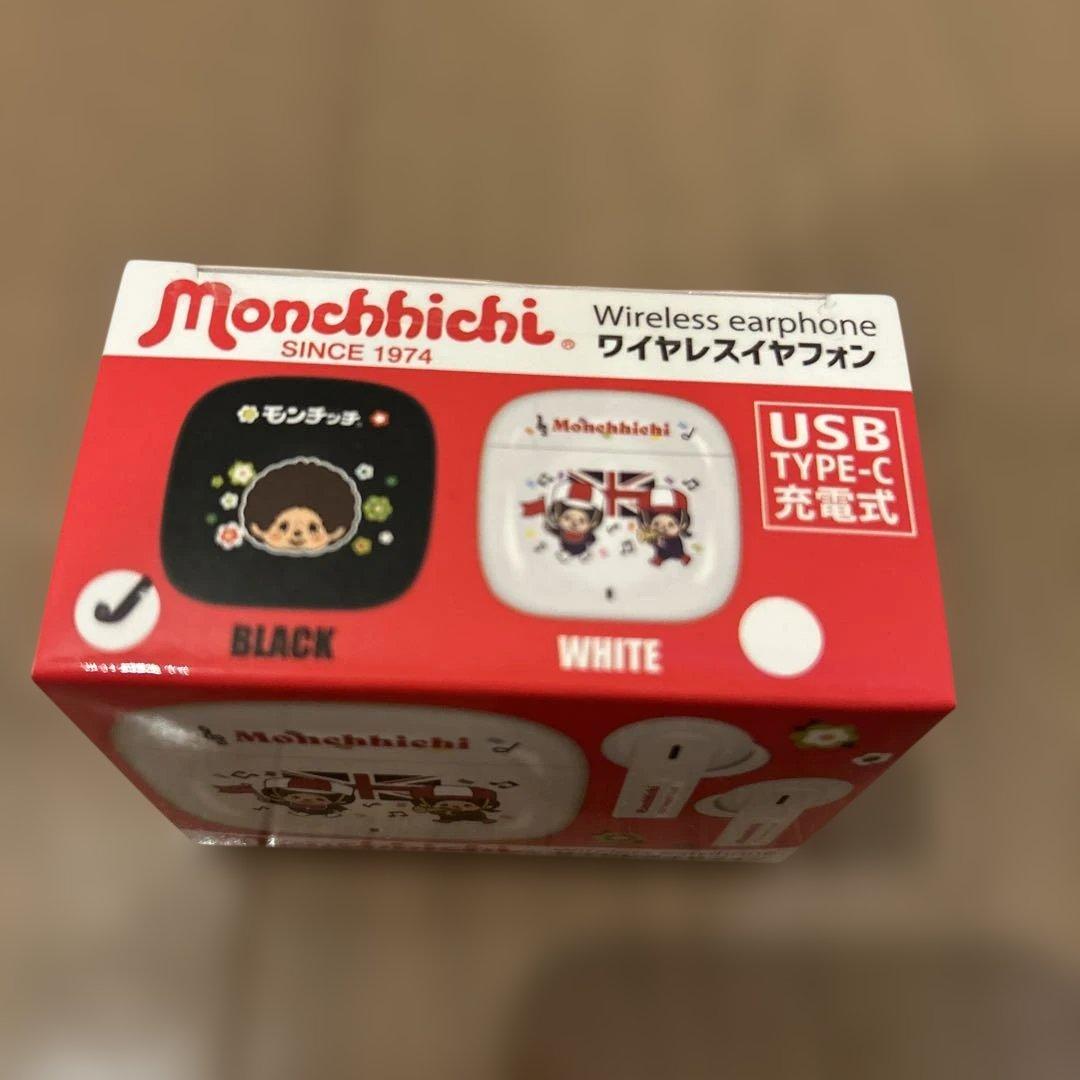 Monchhichi®
SINCE 1974
Wireless earphone
ワイヤレスイヤフォン
モンチッチ
Monchhichi
USB
TYPE-C
充電式
BLACK
WHITE
Monchhichi
Monchhichi